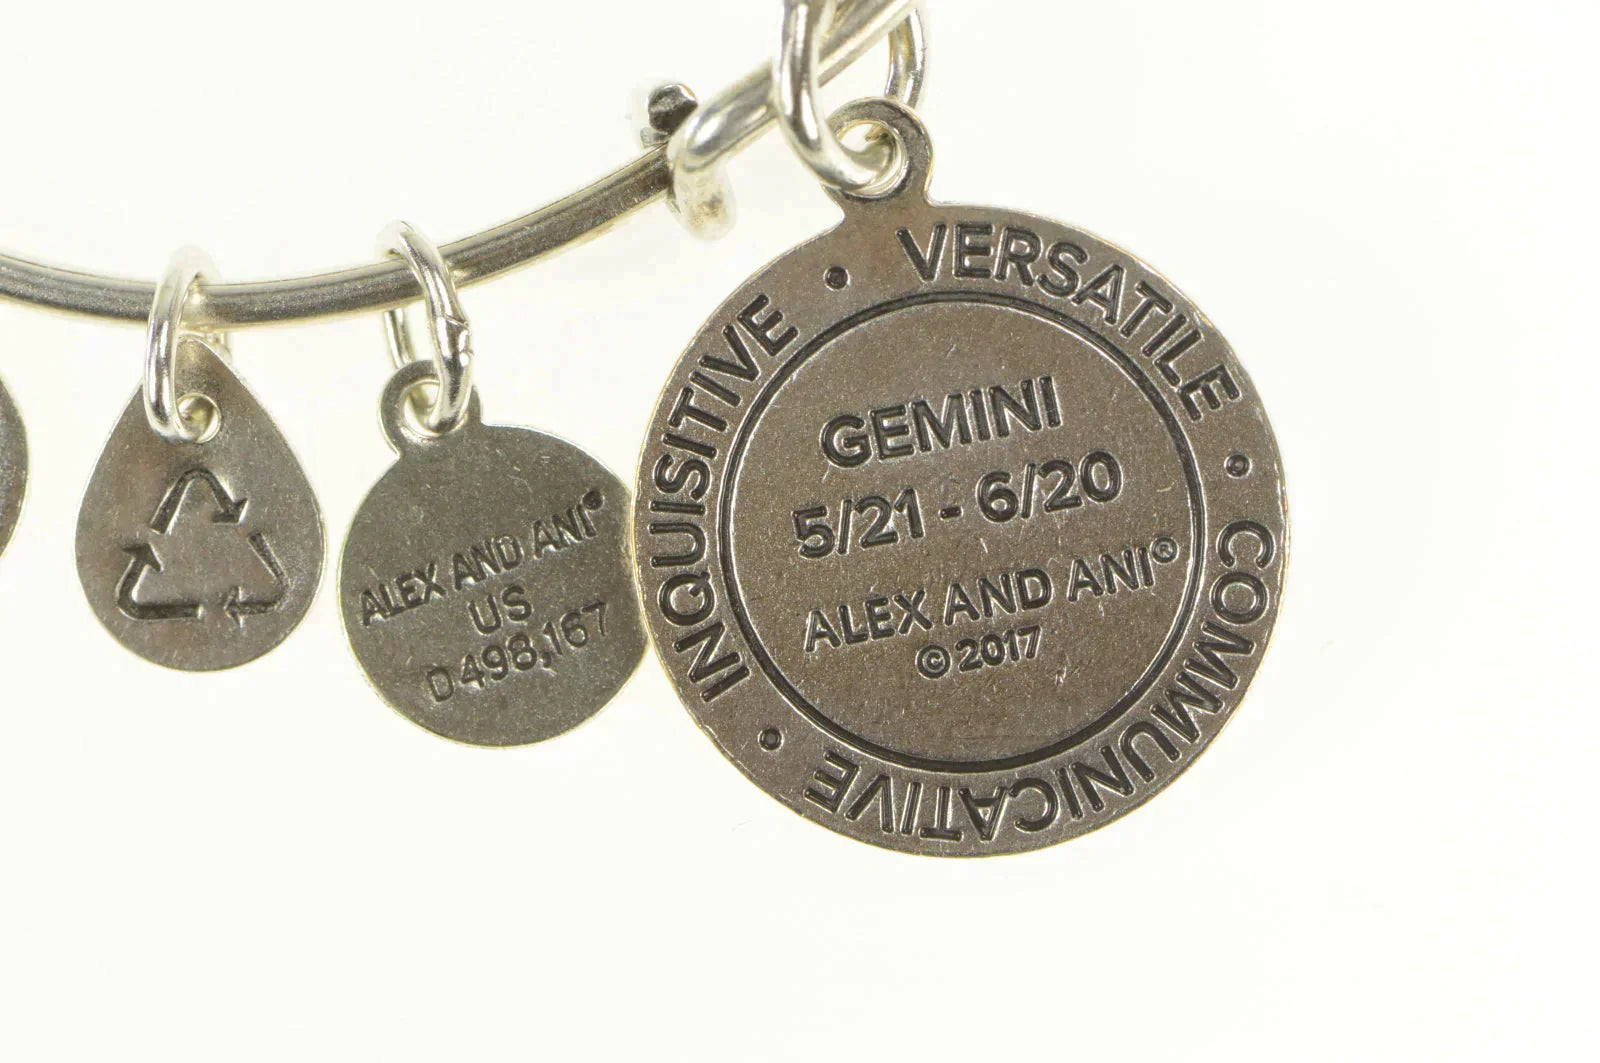 ALEX AND ANI®
US
D498,167
INQUISITIVE • VERSATILE • COMMUNICATIVE •
GEMINI
5/21 - 6/20
ALEX AND ANI®
© 2017